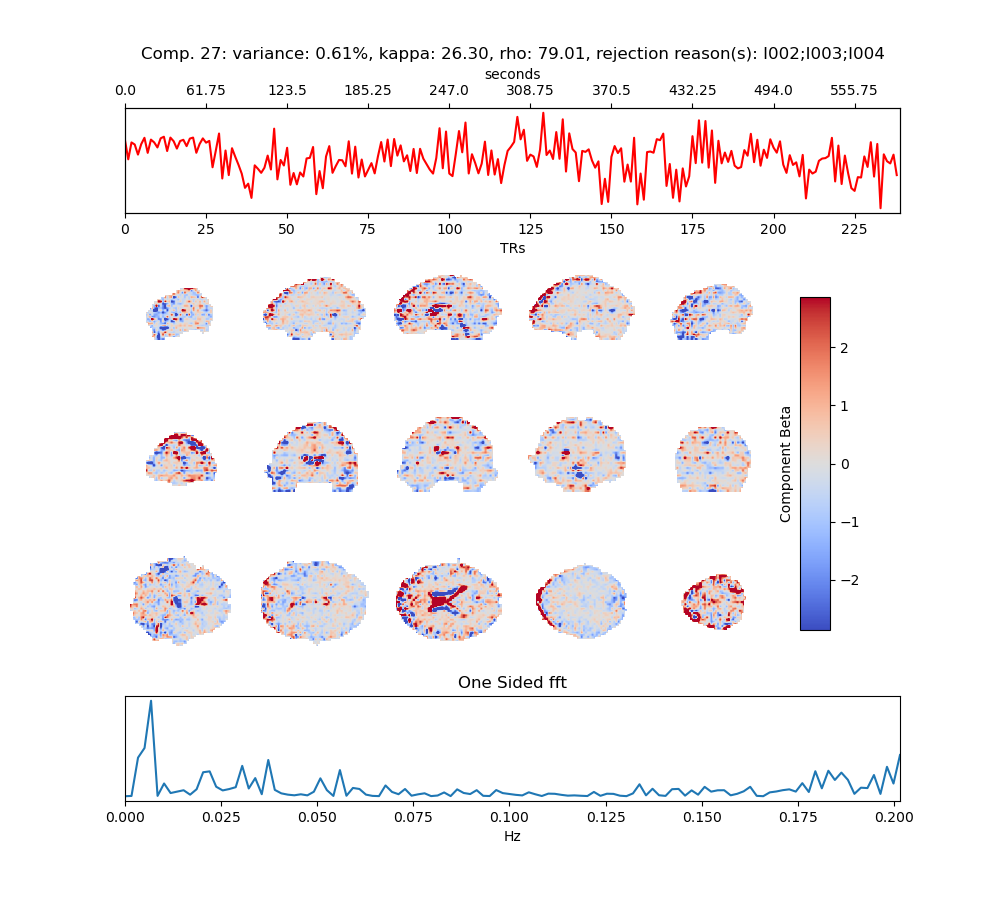 Comp. 27: variance: 0.61%, kappa: 26.30, rho: 79.01, rejection reason(s): I002;I003;I004
seconds
0.0 61.75 123.5 185.25 247.0 308.75 370.5 432.25 494.0 555.75
0 25 50 75 100 125 150 175 200 225
TRs
2
1
0
−1
−2
Component Beta
One Sided fft
0.000 0.025 0.050 0.075 0.100 0.125 0.150 0.175 0.200
Hz